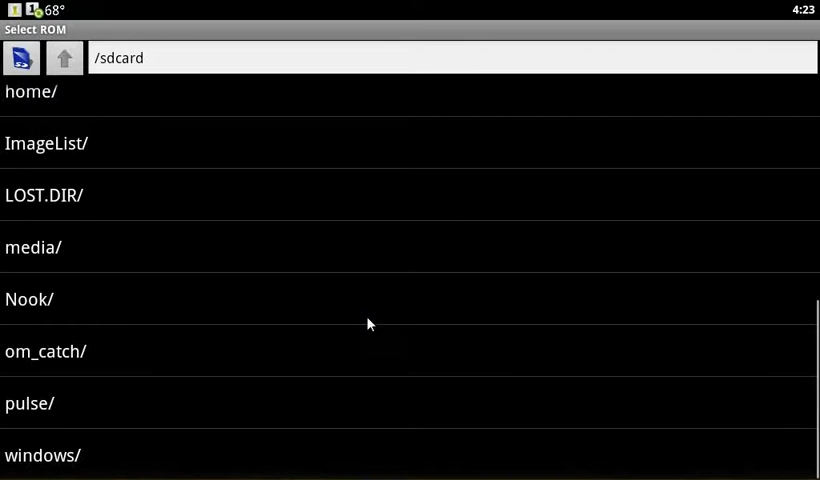 68° 4:23
Select ROM
/sdcard
home/
ImageList/
LOST.DIR/
media/
Nook/
om_catch/
pulse/
windows/